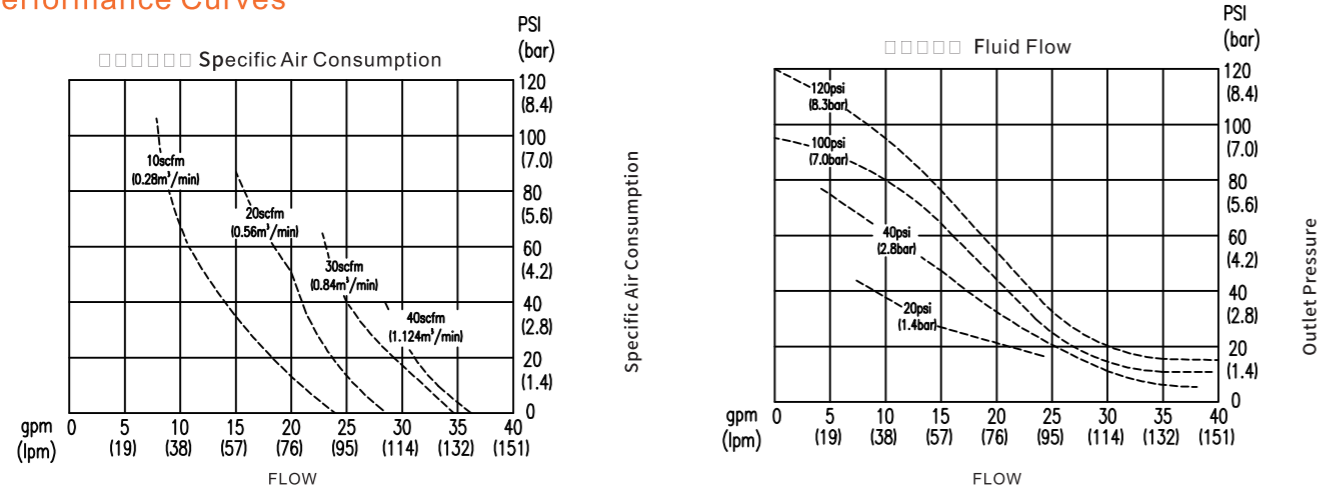 erformance Curves
Specific Air Consumption
PSI
(bar)
120
(8.4)
100
(7.0)
80
(5.6)
60
(4.2)
40
(2.8)
20
(1.4)
0
10scfm
(0.28m³/min)
20scfm
(0.56m³/min)
30scfm
(0.84m³/min)
40scfm
(1.124m³/min)
gpm 0 5 10 15 20 25 30 35 40
(lpm) (19) (38) (57) (76) (95) (114) (132) (151)
FLOW
Specific Air Consumption
Fluid Flow
PSI
(bar)
120
(8.4)
100
(7.0)
80
(5.6)
60
(4.2)
40
(2.8)
20
(1.4)
0
120psi
(8.3bar)
100psi
(7.0bar)
40psi
(2.8bar)
20psi
(1.4bar)
gpm 0 5 10 15 20 25 30 35 40
(lpm) (19) (38) (57) (76) (95) (114) (132) (151)
FLOW
Outlet Pressure